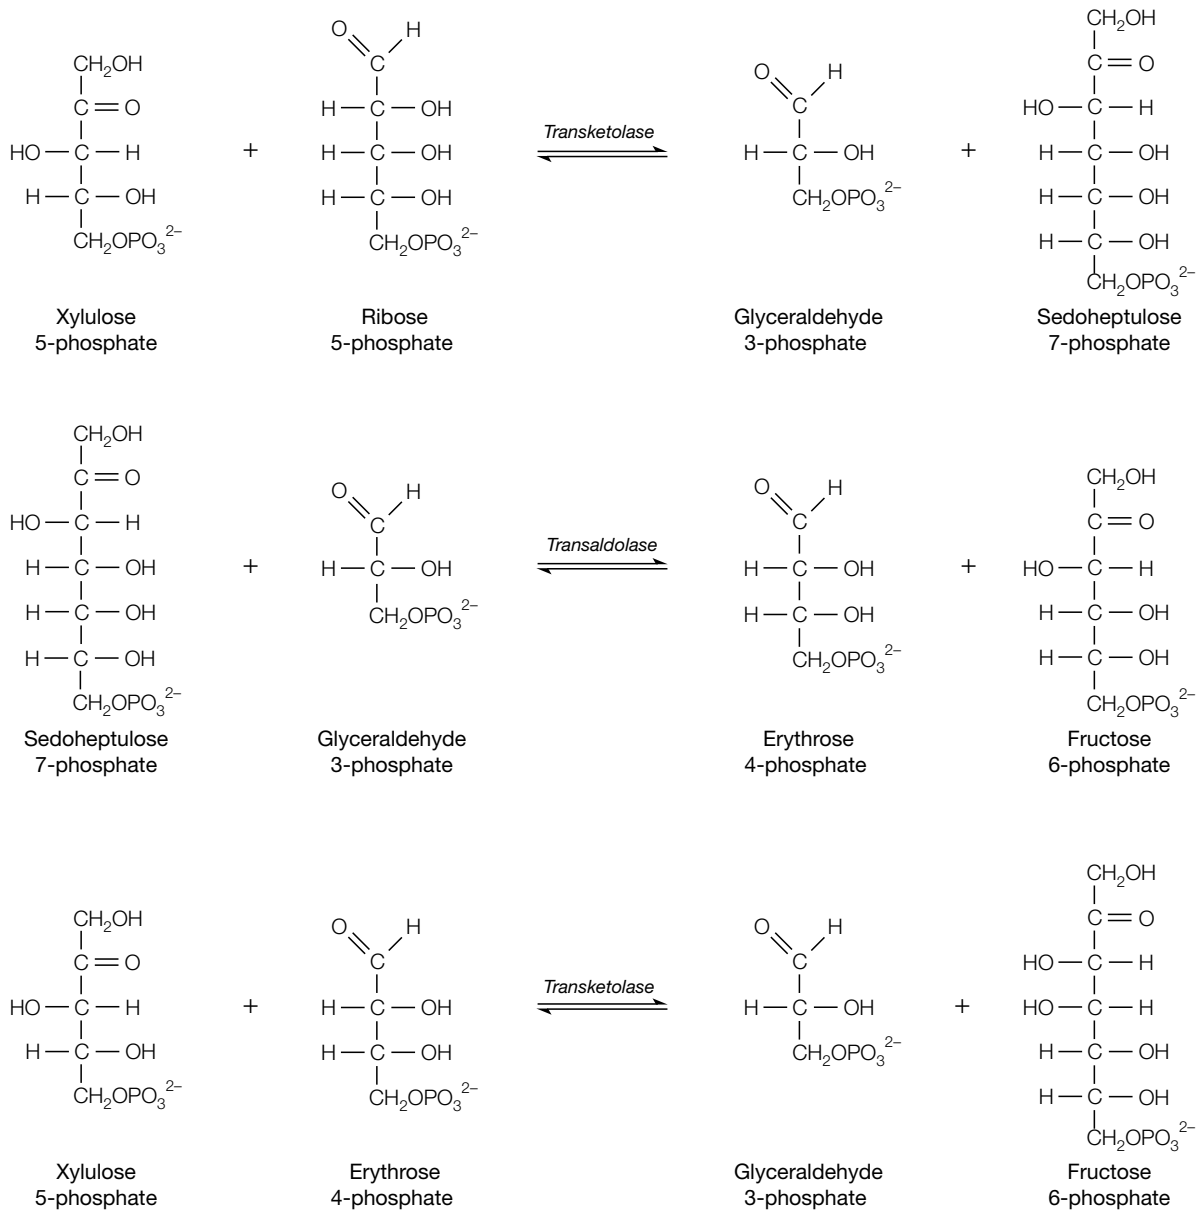 CH2OH
C=O
HO—C—H
H—C—OH
CH2OPO3 2–
Xylulose
5-phosphate
+
O H
C
H—C—OH
H—C—OH
H—C—OH
CH2OPO3 2–
Ribose
5-phosphate
Transketolase
O H
C
H—C—OH
CH2OPO3 2–
Glyceraldehyde
3-phosphate
+
CH2OH
C=O
HO—C—H
H—C—OH
H—C—OH
H—C—OH
CH2OPO3 2–
Sedoheptulose
7-phosphate
CH2OH
C=O
HO—C—H
H—C—OH
H—C—OH
H—C—OH
CH2OPO3 2–
Sedoheptulose
7-phosphate
+
O H
C
H—C—OH
CH2OPO3 2–
Glyceraldehyde
3-phosphate
Transaldolase
O H
C
H—C—OH
H—C—OH
CH2OPO3 2–
Erythrose
4-phosphate
+
CH2OH
C=O
HO—C—H
H—C—OH
H—C—OH
CH2OPO3 2–
Fructose
6-phosphate
CH2OH
C=O
HO—C—H
H—C—OH
CH2OPO3 2–
Xylulose
5-phosphate
+
O H
C
H—C—OH
H—C—OH
CH2OPO3 2–
Erythrose
4-phosphate
Transketolase
O H
C
H—C—OH
CH2OPO3 2–
Glyceraldehyde
3-phosphate
+
CH2OH
C=O
HO—C—H
HO—C—H
H—C—OH
H—C—OH
CH2OPO3 2–
Fructose
6-phosphate